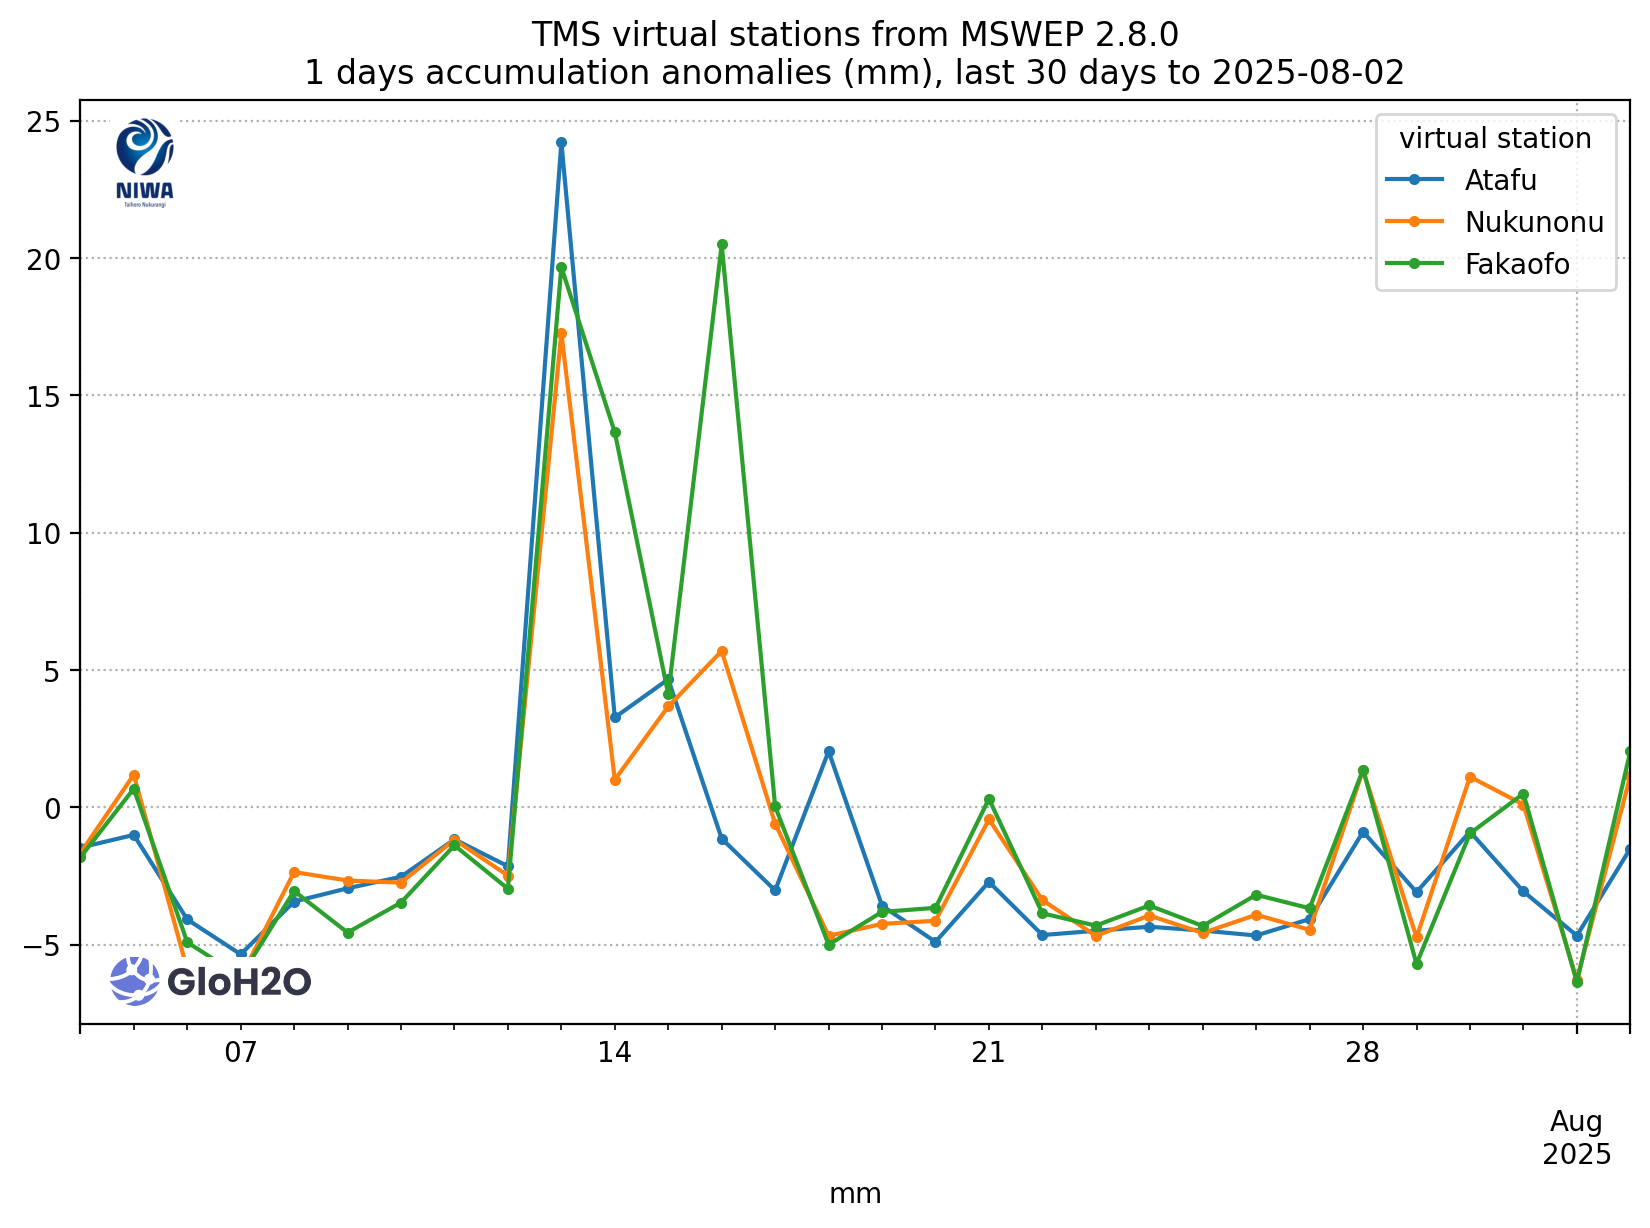 TMS virtual stations from MSWEP 2.8.0
1 days accumulation anomalies (mm), last 30 days to 2025-08-02
25
20
15
10
5
0
−5
NIWA
Taihoro Nukurangi
virtual station
Atafu
Nukunonu
Fakaofo
GloH2O
07
14
21
28
Aug
2025
mm